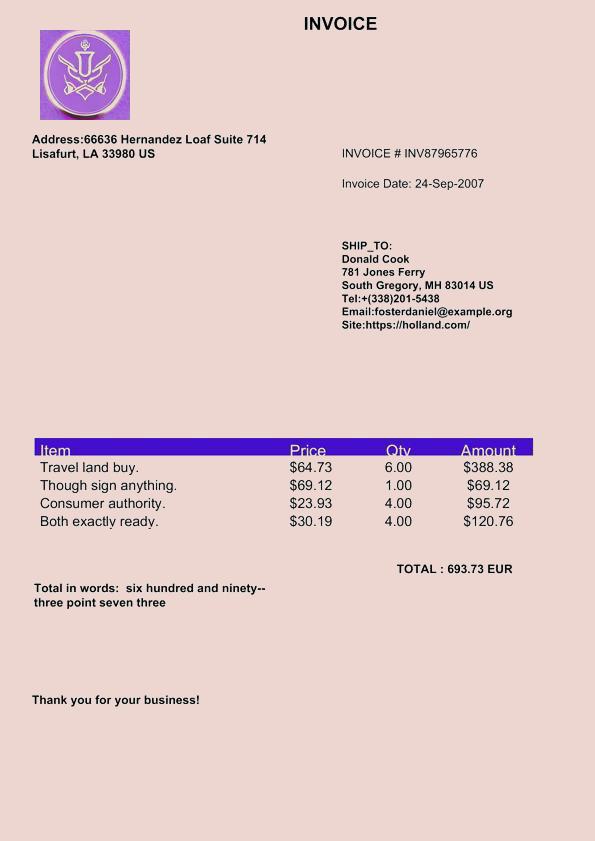 INVOICE
Address:66636 Hernandez Loaf Suite 714
Lisafurt, LA 33980 US
INVOICE # INV87965776
Invoice Date: 24-Sep-2007
SHIP_TO:
Donald Cook
781 Jones Ferry
South Gregory, MH 83014 US
Tel:+(338)201-5438
Email:fosterdaniel@example.org
Site:https://holland.com/
Item Price Qty Amount
Travel land buy. $64.73 6.00 $388.38
Though sign anything. $69.12 1.00 $69.12
Consumer authority. $23.93 4.00 $95.72
Both exactly ready. $30.19 4.00 $120.76
TOTAL : 693.73 EUR
Total in words:  six hundred and ninety--
three point seven three
Thank you for your business!